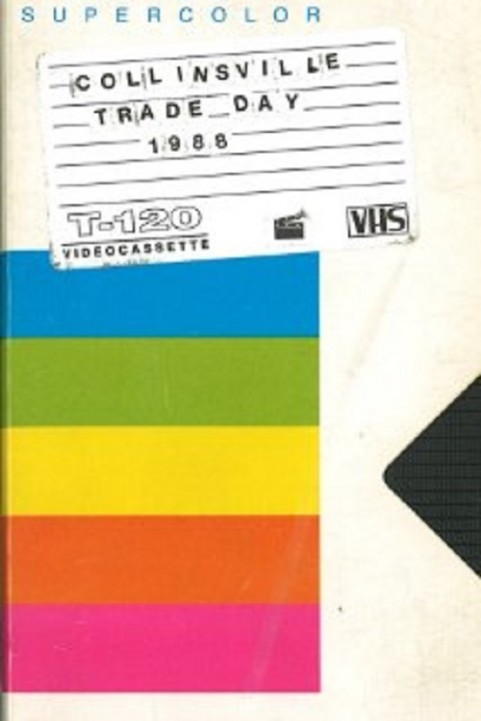 SUPERCOLOR
COLLINSVILLE
TRADE DAY
1988
T-120
VIDEOCASSETTE
VHS